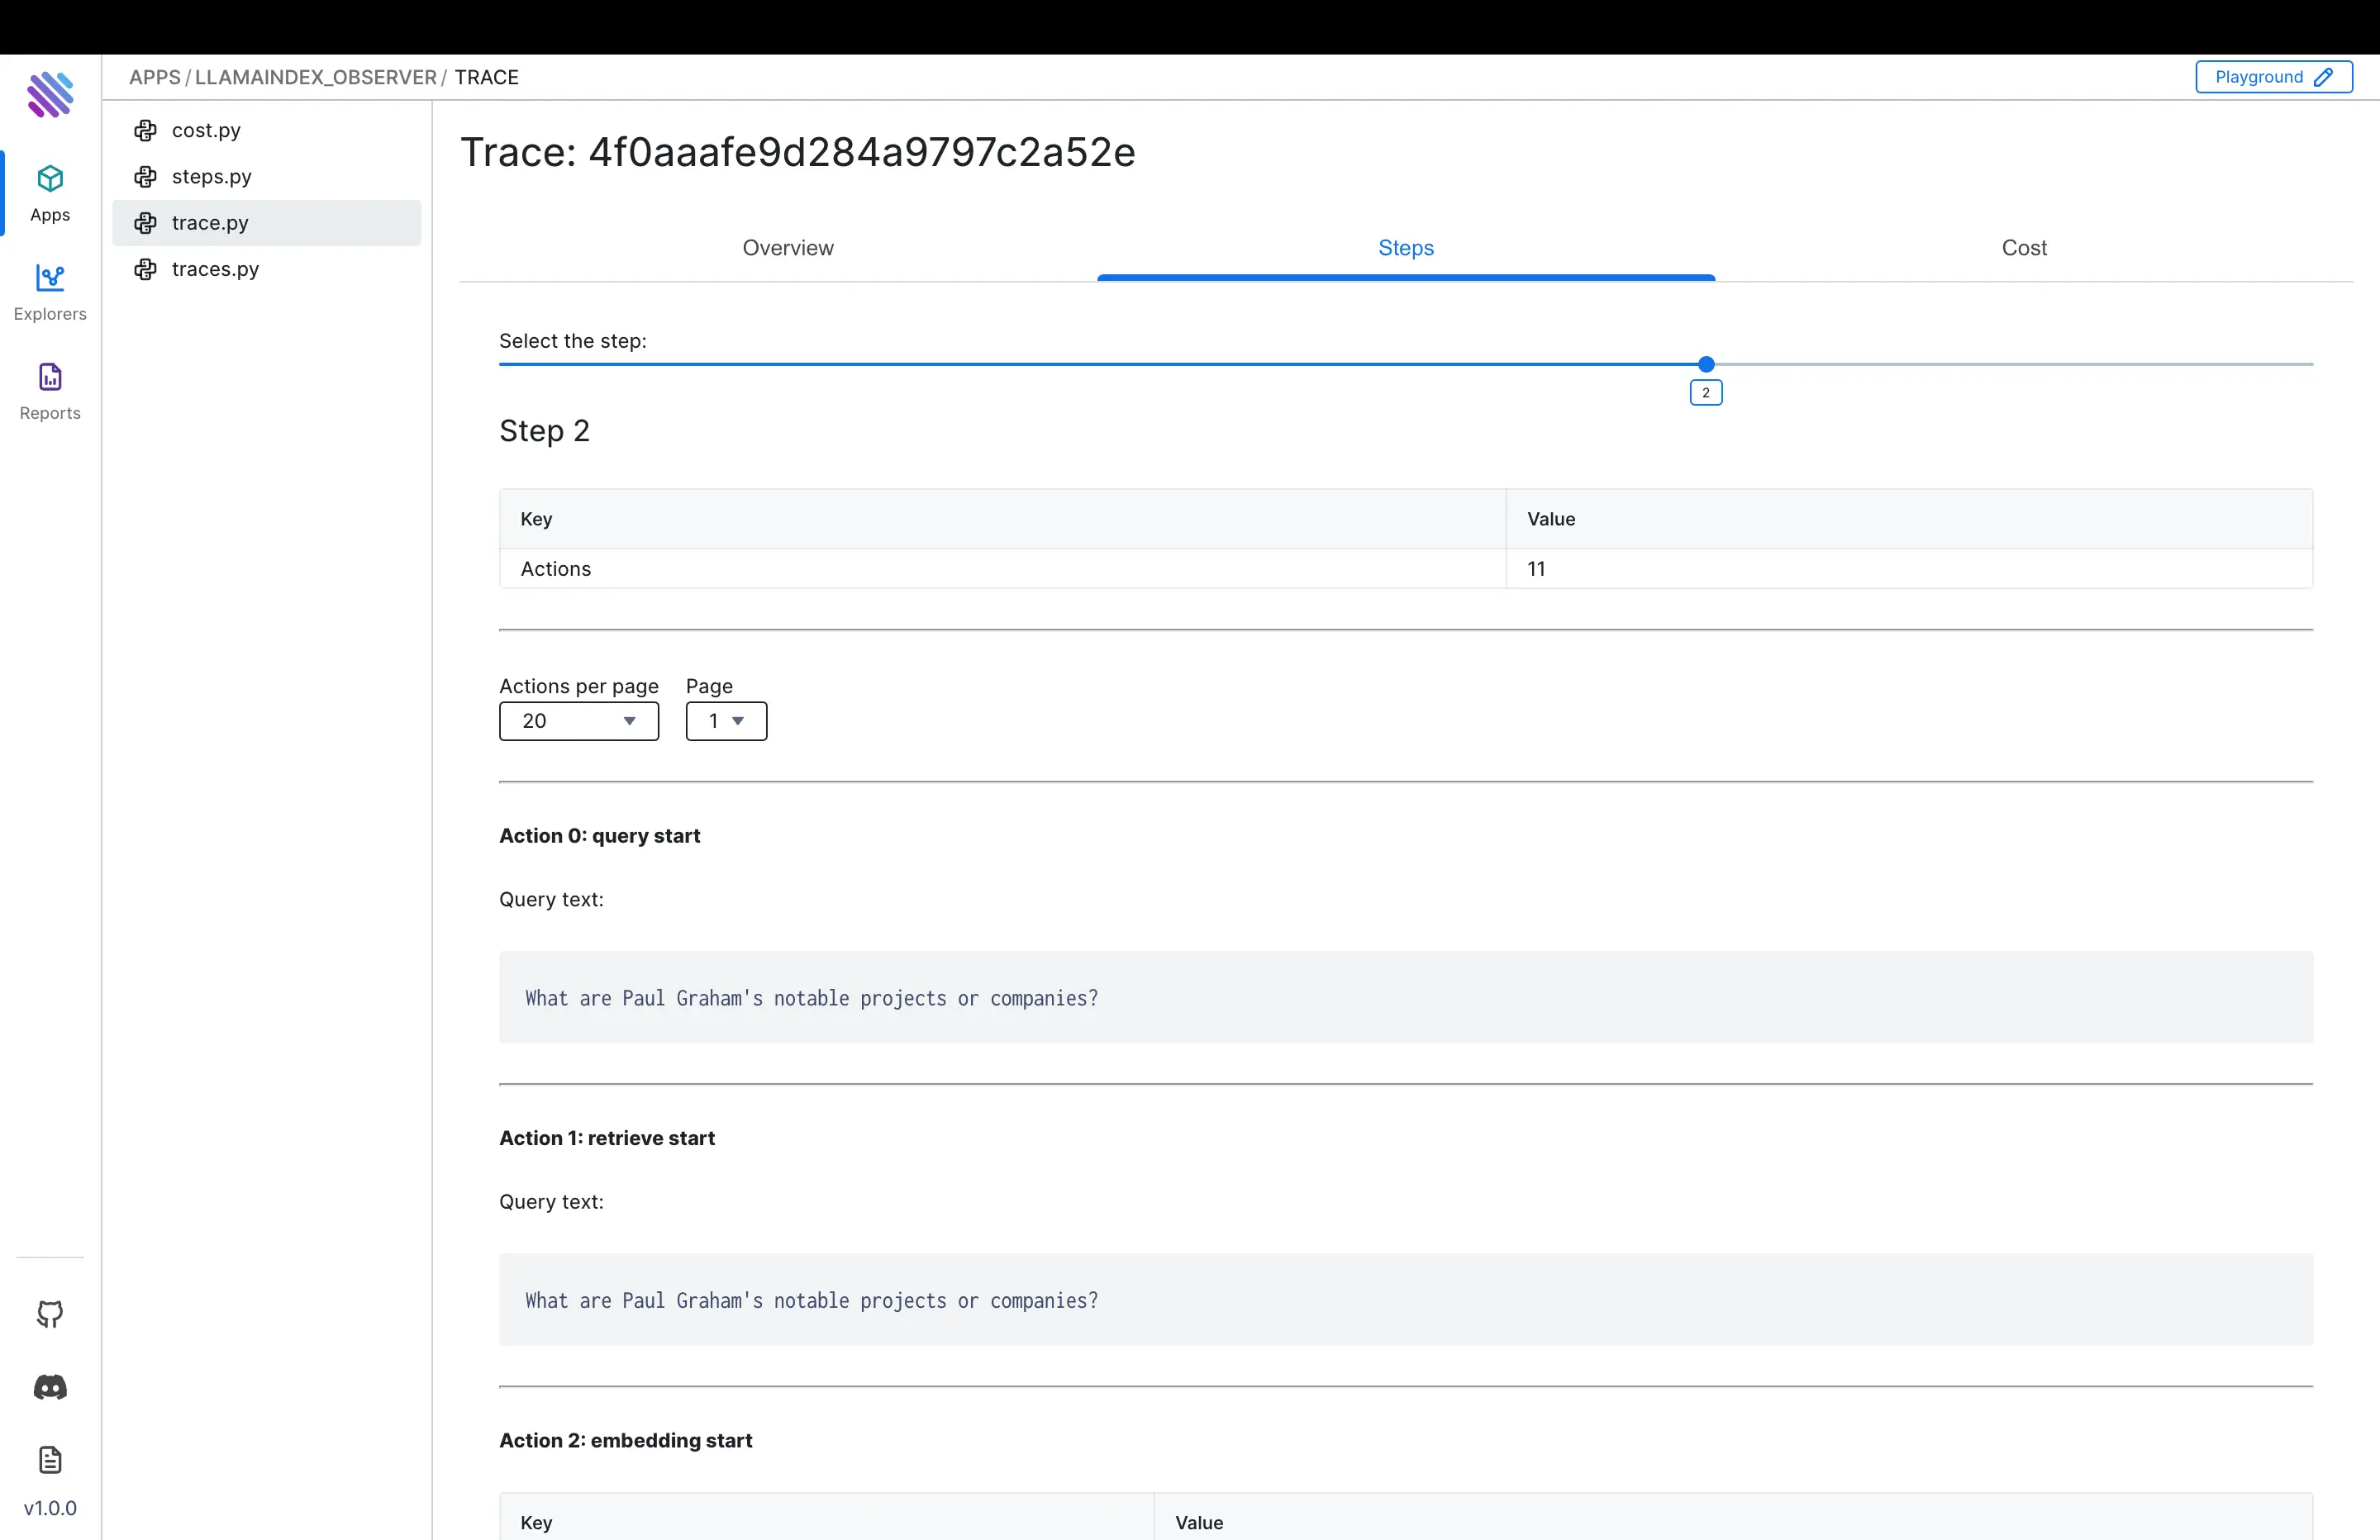 APPS / LLAMAINDEX_OBSERVER / TRACE
Playground
Apps
Explorers
Reports
v1.0.0
cost.py
steps.py
trace.py
traces.py
Trace: 4f0aaafe9d284a9797c2a52e
Overview Steps Cost
Select the step:
2
Step 2
Key Value
Actions 11
Actions per page Page
20 1
Action 0: query start
Query text:
What are Paul Graham's notable projects or companies?
Action 1: retrieve start
Query text:
What are Paul Graham's notable projects or companies?
Action 2: embedding start
Key Value